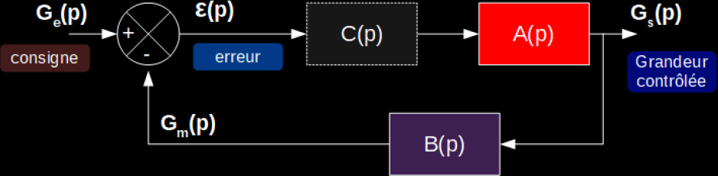 Ge(p)
ε(p)
Gs(p)
+
-
C(p)
A(p)
consigne
erreur
Grandeur
contrôlée
Gm(p)
B(p)